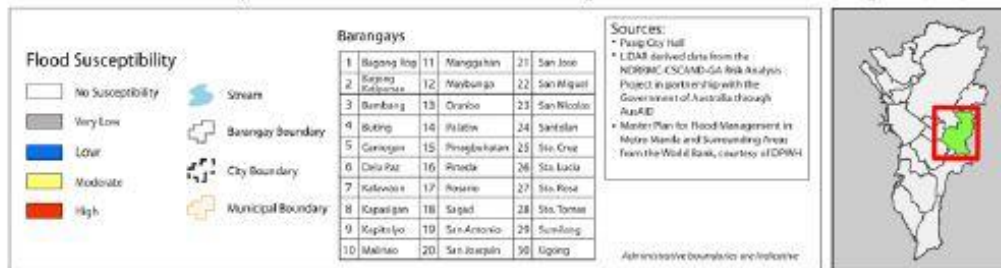 Flood Susceptibility
No Susceptibility
Very Low
Low
Moderate
High
Stream
Barangay Boundary
City Boundary
Municipal Boundary
Barangays
1 Bagong Ilog 11 Manggahan 21 San Jose
2 Bagong Katipunan 12 Maybunga 22 San Miguel
3 Bambang 13 Oranbo 23 San Nicolas
4 Buting 14 Palatiw 24 Santolan
5 Caniogan 15 Pinagbuhatan 25 Sta. Cruz
6 Dela Paz 16 Pineda 26 Sta. Lucia
7 Kalawaan 17 Rosario 27 Sta. Rosa
8 Kapasigan 18 Sagad 28 Sto. Tomas
9 Kapitolyo 19 San Antonio 29 Sumilang
10 Malinao 20 San Joaquin 30 Ugong
Sources:
• Pasig City Hall
• LiDAR derived data from the
Risk Analysis
Project in partnership with the
Government of Australia through
AusAID
• Master Plan for Flood Management in
Metro Manila and Surrounding Areas
from the World Bank, courtesy of DPWH
Administrative boundaries are indicative